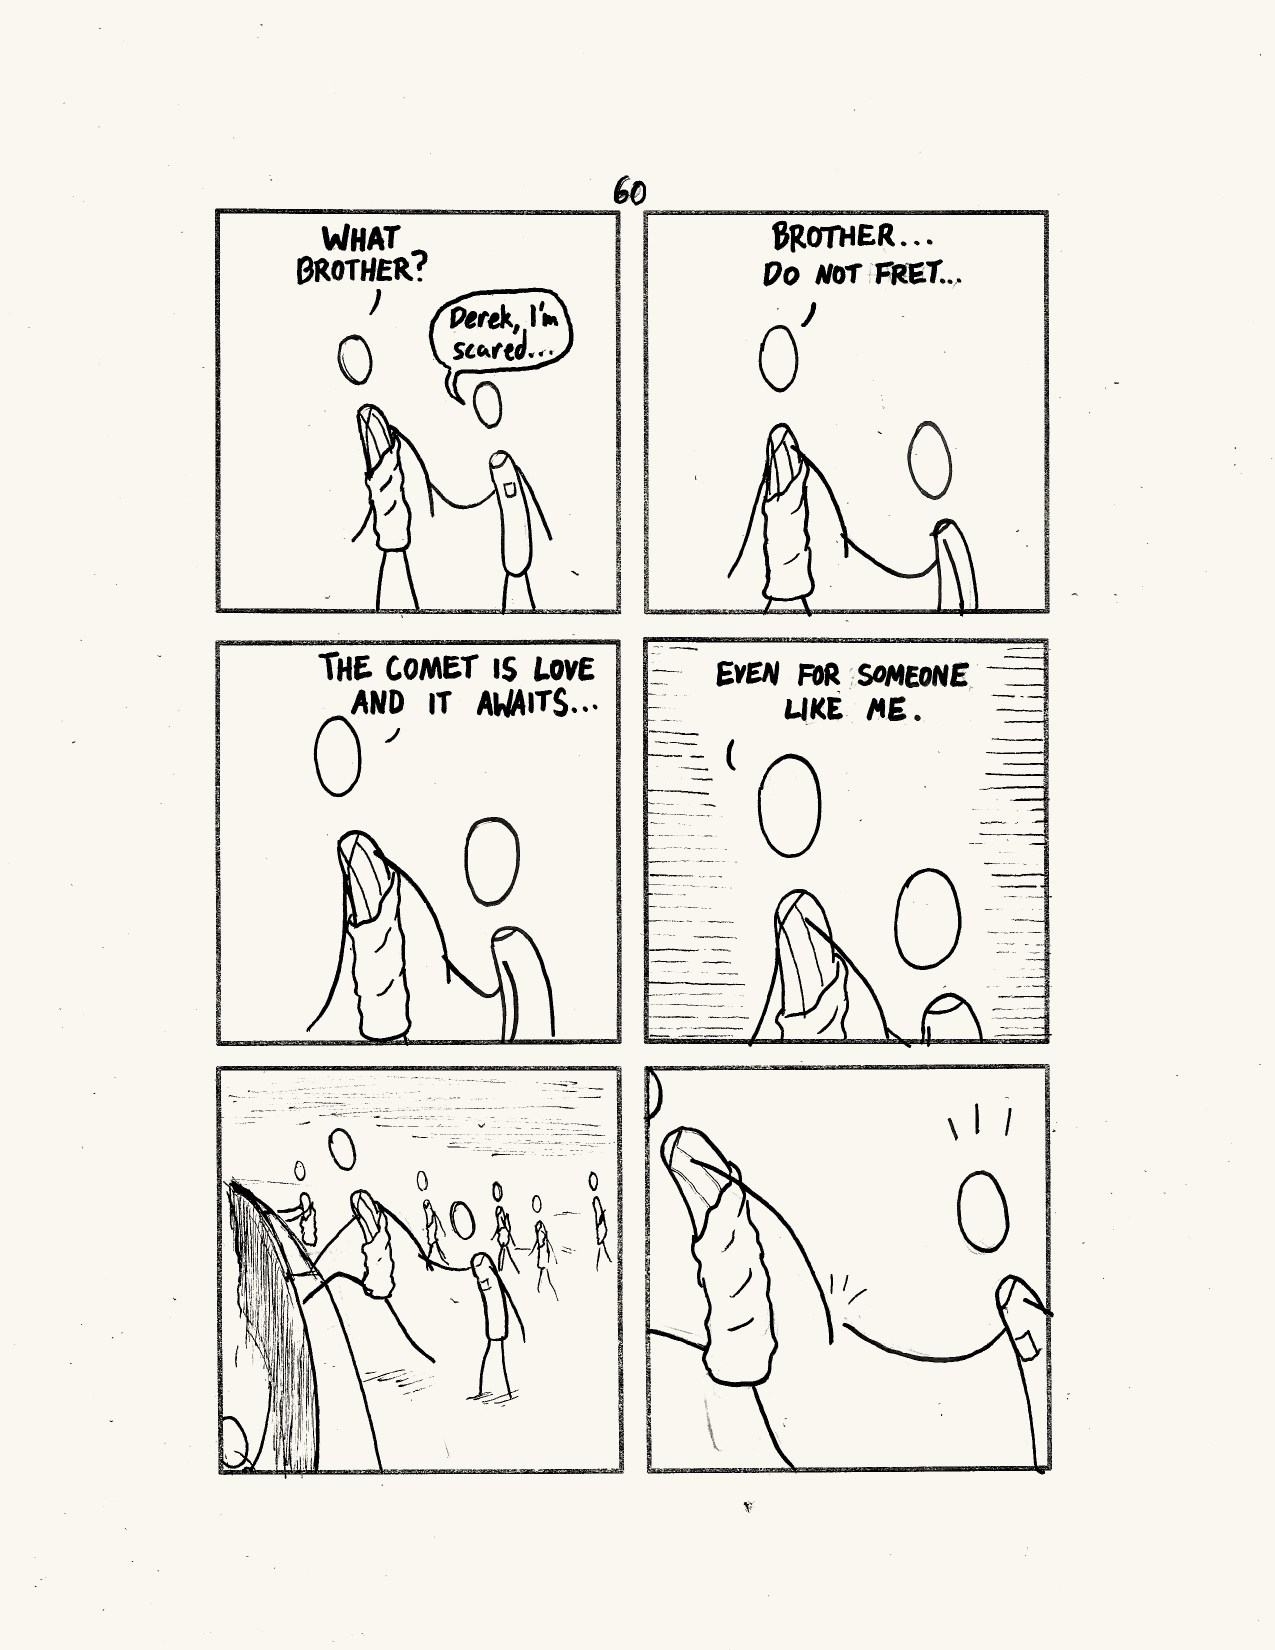 60
WHAT
BROTHER?
Derek, I'm
scared...
BROTHER...
DO NOT FRET...
THE COMET IS LOVE
AND IT AWAITS...
EVEN FOR SOMEONE
LIKE ME.